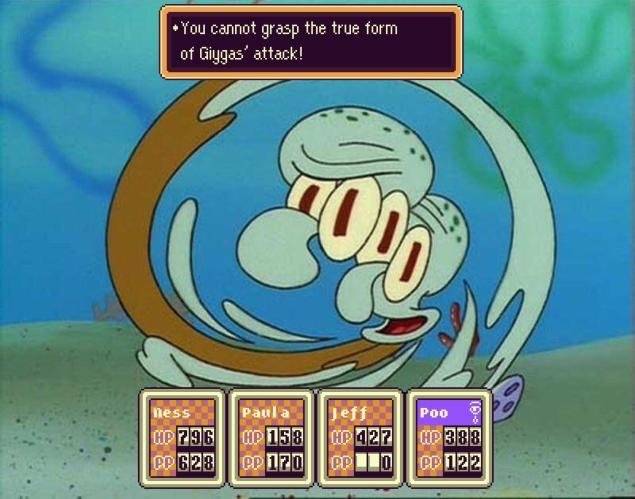 •You cannot grasp the true form
of Giygas' attack!
Ness Paula Jeff Poo
HP 796 HP 158 HP 427 HP 388
PP 628 PP 170 PP 0 PP 122